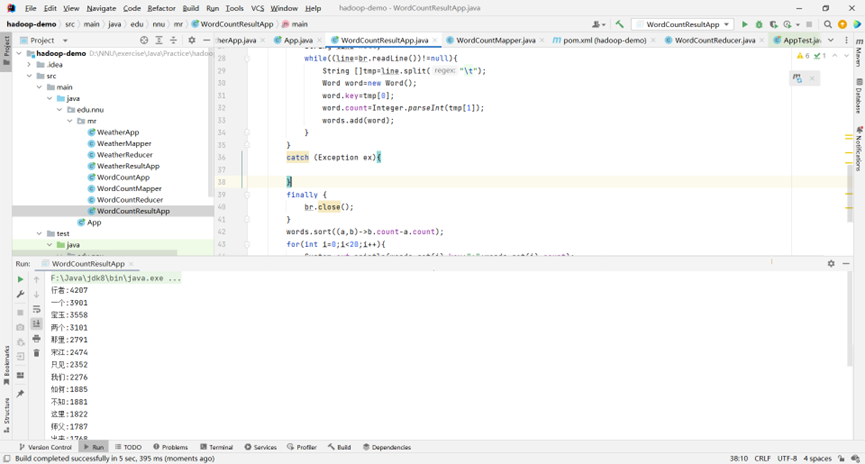 File Edit View Navigate Code Refactor Build Run Tools VCS Window Help hadoop-demo - WordCountResultApp.java
hadoop-demo src main java edu nnu mr WordCountResultApp main WordCountResultApp
Project
herApp.java App.java WordCountResultApp.java WordCountMapper.java pom.xml (hadoop-demo) WordCountReducer.java AppTest.java
hadoop-demo D:\NNU\exercise\Java\Practice\hadoop
.idea
src
main
java
edu.nnu
mr
WeatherApp
WeatherMapper
WeatherReducer
WeatherResultApp
WordCountApp
WordCountMapper
WordCountReducer
WordCountResultApp
App
test
java
28 while((line=br.readLine())!=null){
29 String []tmp=line.split( regex: "\t");
30 Word word=new Word();
31 word.key=tmp[0];
32 word.count=Integer.parseInt(tmp[1]);
33 words.add(word);
34 }
35 }
36 catch (Exception ex){
37
38 }
39 finally {
40 br.close();
41 }
42 words.sort((a,b)->b.count-a.count);
43 for(int i=0;i<20;i++){
6 1
Project
Bookmarks
Structure
Maven
Database
Notifications
Run: WordCountResultApp
F:\Java\jdk8\bin\java.exe ...
行者:4207
一个:3901
宝玉:3558
两个:3101
那里:2791
宋江:2474
只见:2352
我们:2276
如何:1885
不知:1881
这里:1822
师父:1787
出来:1768
Version Control Run TODO Problems Terminal Services Profiler Build Dependencies
Build completed successfully in 5 sec, 395 ms (moments ago) 38:10 CRLF UTF-8 4 spaces